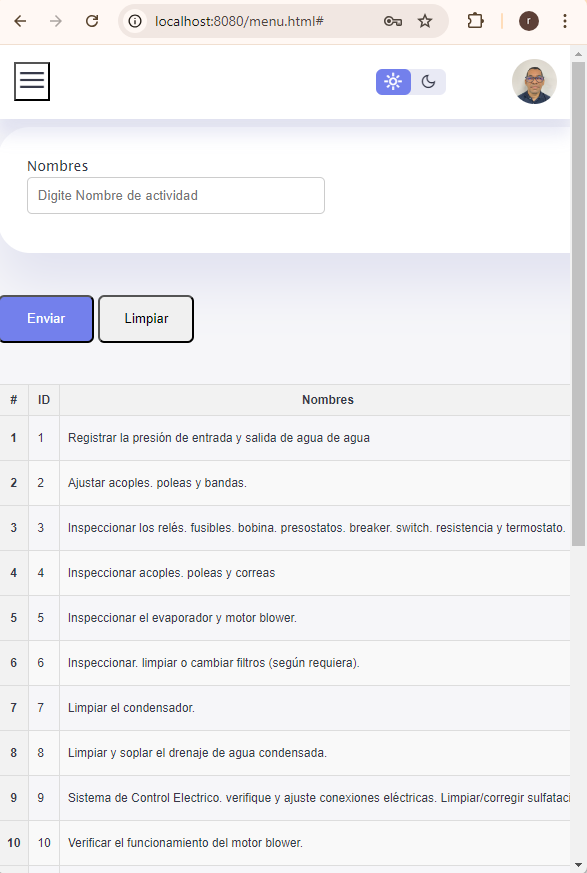 localhost:8080/menu.html#
r
Nombres
Digite Nombre de actividad
Enviar Limpiar
# ID Nombres
1 1 Registrar la presión de entrada y salida de agua de agua
2 2 Ajustar acoples. poleas y bandas.
3 3 Inspeccionar los relés. fusibles. bobina. presostatos. breaker. switch. resistencia y termostato.
4 4 Inspeccionar acoples. poleas y correas
5 5 Inspeccionar el evaporador y motor blower.
6 6 Inspeccionar. limpiar o cambiar filtros (según requiera).
7 7 Limpiar el condensador.
8 8 Limpiar y soplar el drenaje de agua condensada.
9 9 Sistema de Control Electrico. verifique y ajuste conexiones eléctricas. Limpiar/corregir sulfataci
10 10 Verificar el funcionamiento del motor blower.